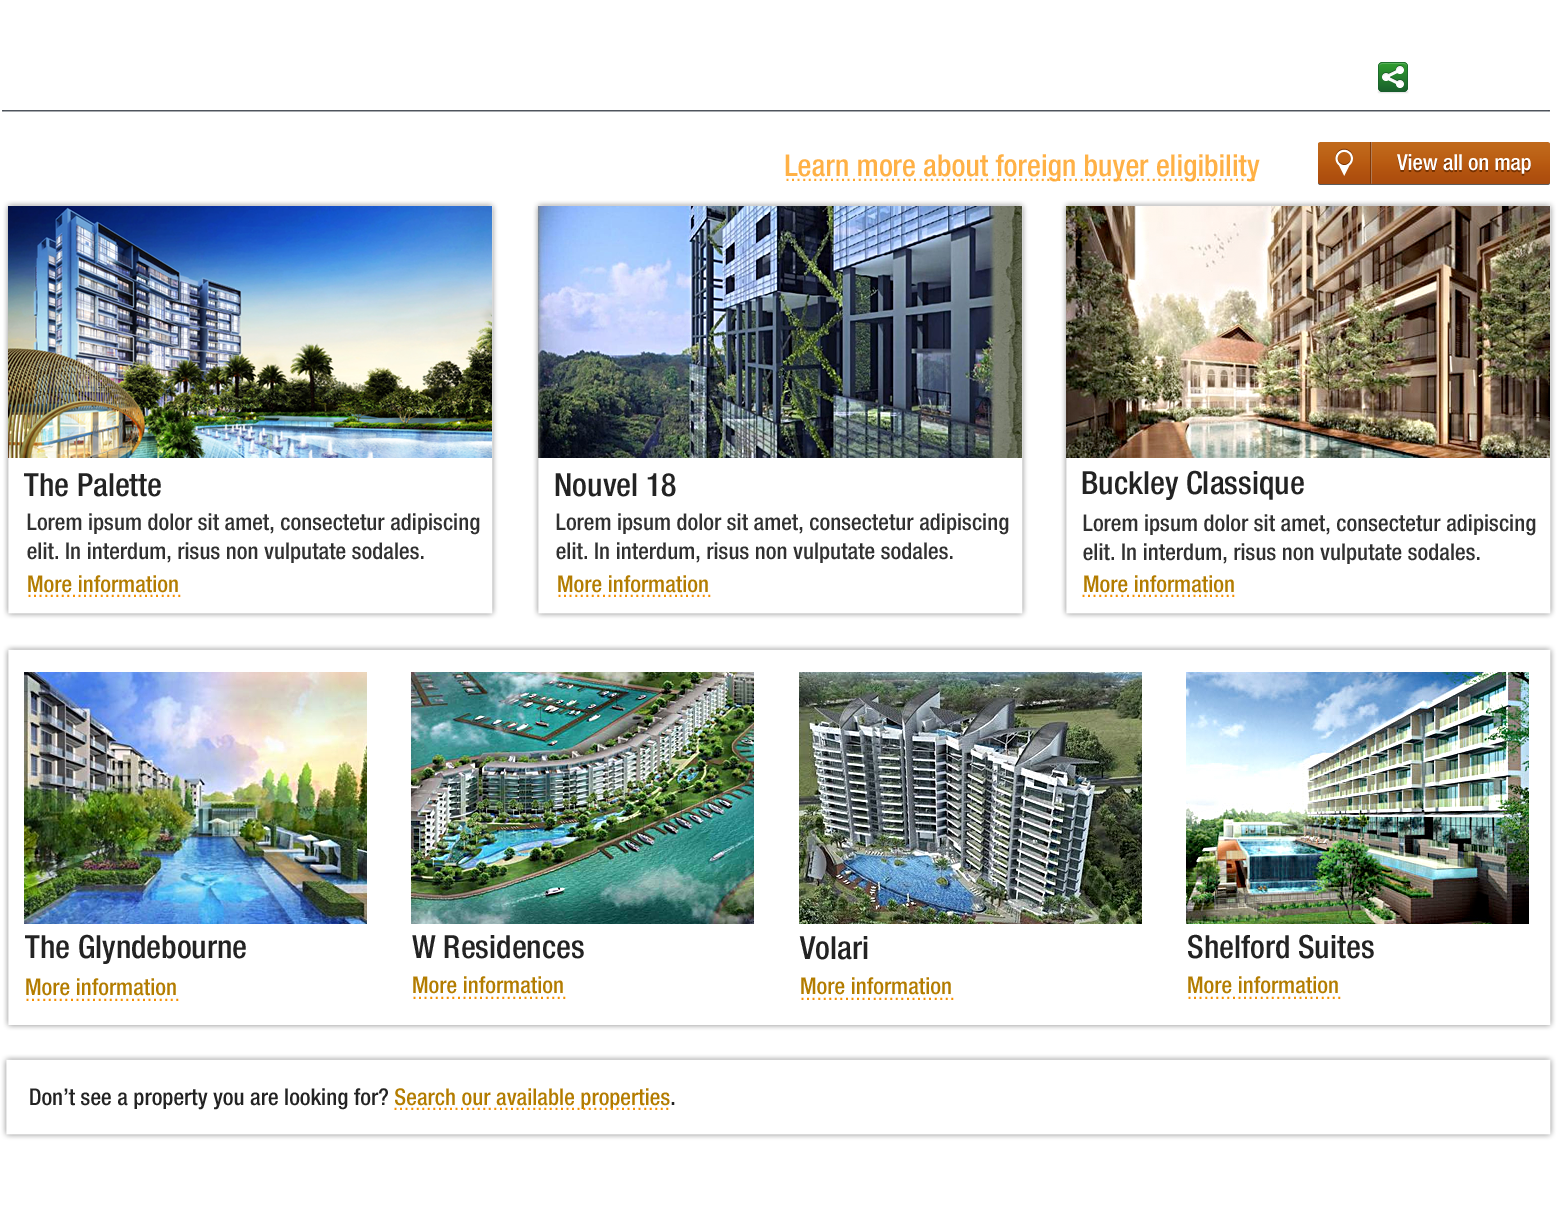 Learn more about foreign buyer eligibility
View all on map
The Palette
Lorem ipsum dolor sit amet, consectetur adipiscing
elit. In interdum, risus non vulputate sodales.
More information
Nouvel 18
Lorem ipsum dolor sit amet, consectetur adipiscing
elit. In interdum, risus non vulputate sodales.
More information
Buckley Classique
Lorem ipsum dolor sit amet, consectetur adipiscing
elit. In interdum, risus non vulputate sodales.
More information
The Glyndebourne
More information
W Residences
More information
Volari
More information
Shelford Suites
More information
Don’t see a property you are looking for? Search our available properties.